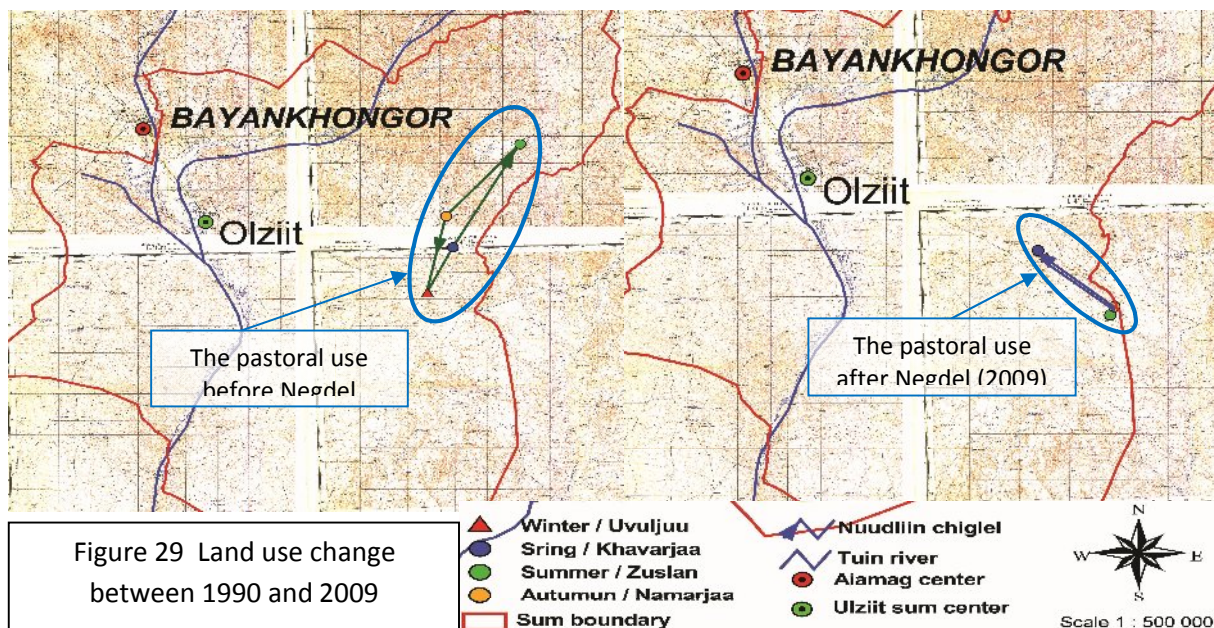 BAYANKHONGOR
Olziit
The pastoral use
before Negdel
BAYANKHONGOR
Olziit
The pastoral use
after Negdel (2009)
Figure 29 Land use change
between 1990 and 2009
Winter / Uvuljuu
Sring / Khavarjaa
Summer / Zuslan
Autumun / Namarjaa
Sum boundary
Nuudliin chiglel
Tuin river
Aiamag center
Ulziit sum center
N
W E
S
Scale 1 : 500 000